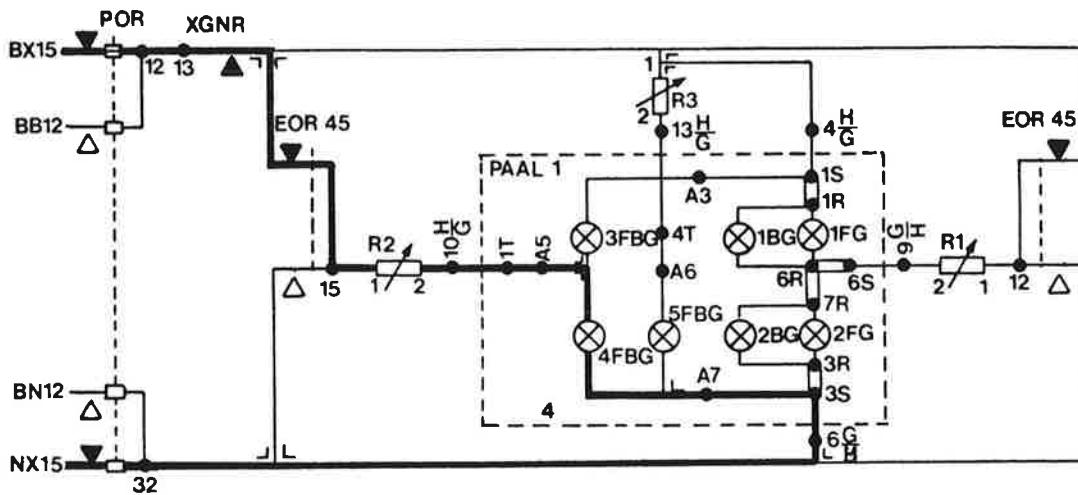 POR XGNR
BX15
12 13
BB12
EOR 45
1
R3
2
13 H/G
4 H/G
EOR 45
PAAL 1
A3
1S
1R
3FBG
4T
1BG
1FG
R2
10 H/G
1T
A5
A6
6R
6S
9 G/H
R1
15
1 2
2 1
12
7R
5FBG
4FBG
2BG
2FG
3R
A7
3S
4
BN12
NX15
32
6 G/H